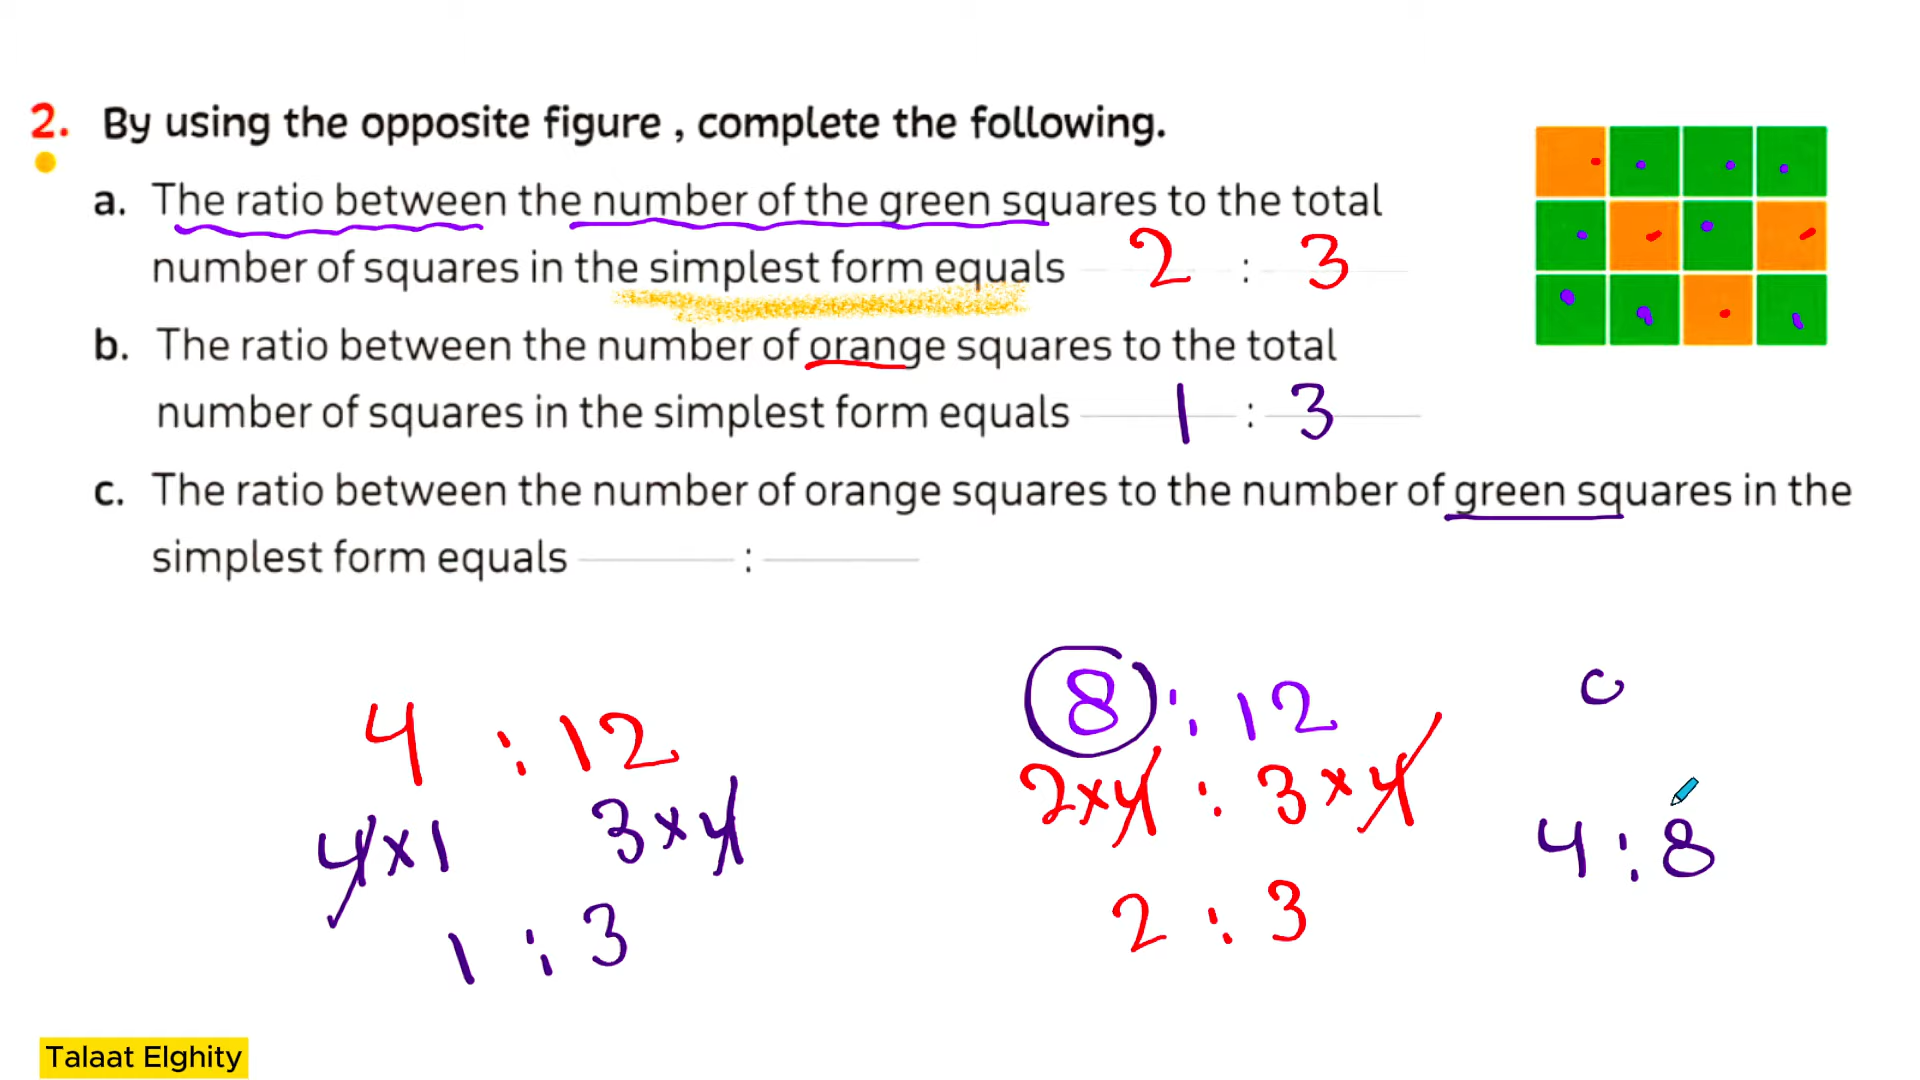 2. By using the opposite figure , complete the following.
a. The ratio between the number of the green squares to the total
number of squares in the simplest form equals 2 : 3
b. The ratio between the number of orange squares to the total
number of squares in the simplest form equals 1 : 3
c. The ratio between the number of orange squares to the number of green squares in the
simplest form equals :
4 : 12
4 × 1 3 × 4
1 : 3
8 : 12
2 × 4 : 3 × 4
2 : 3
c
4 : 8
Talaat Elghity